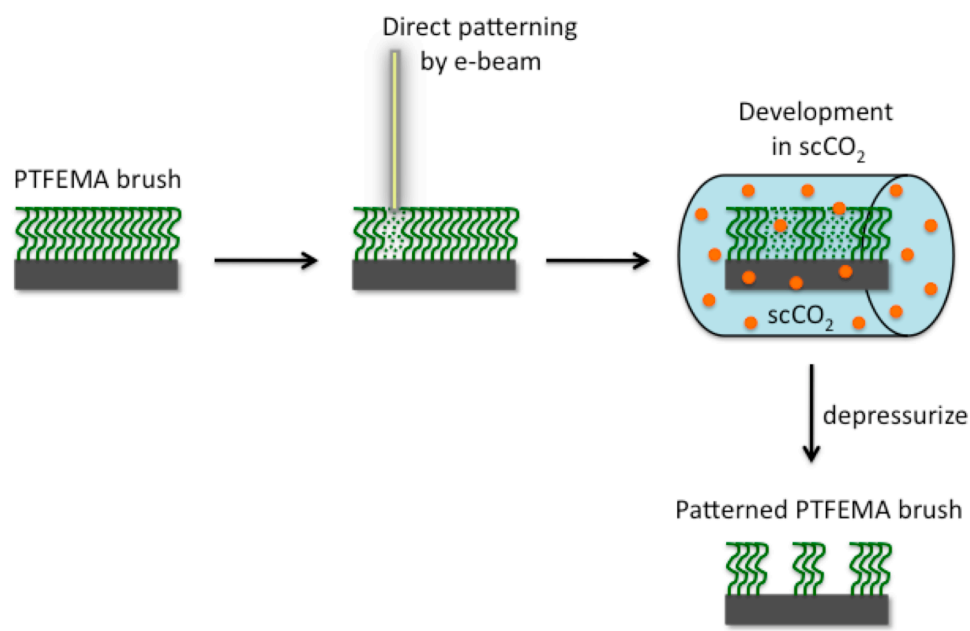 Direct patterning
by e-beam
Development
in scCO₂
PTFEMA brush
scCO₂
depressurize
Patterned PTFEMA brush